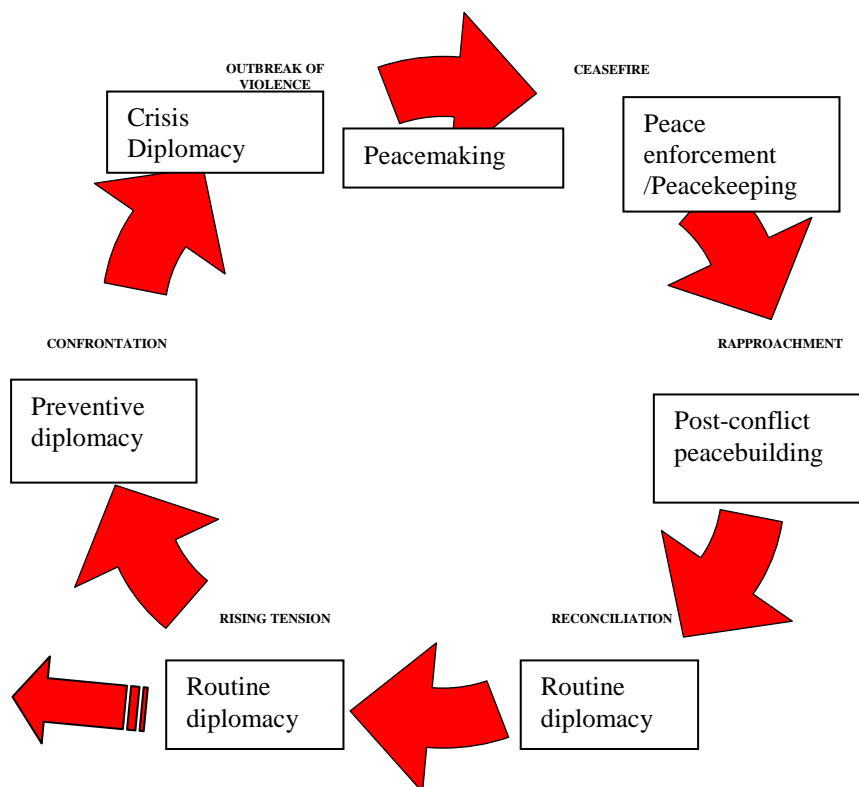 OUTBREAK OF
VIOLENCE
CEASEFIRE
Crisis
Diplomacy
Peacemaking
Peace
enforcement
/Peacekeeping
CONFRONTATION
RAPPROACHMENT
Preventive
diplomacy
Post-conflict
peacebuilding
RISING TENSION
RECONCILIATION
Routine
diplomacy
Routine
diplomacy